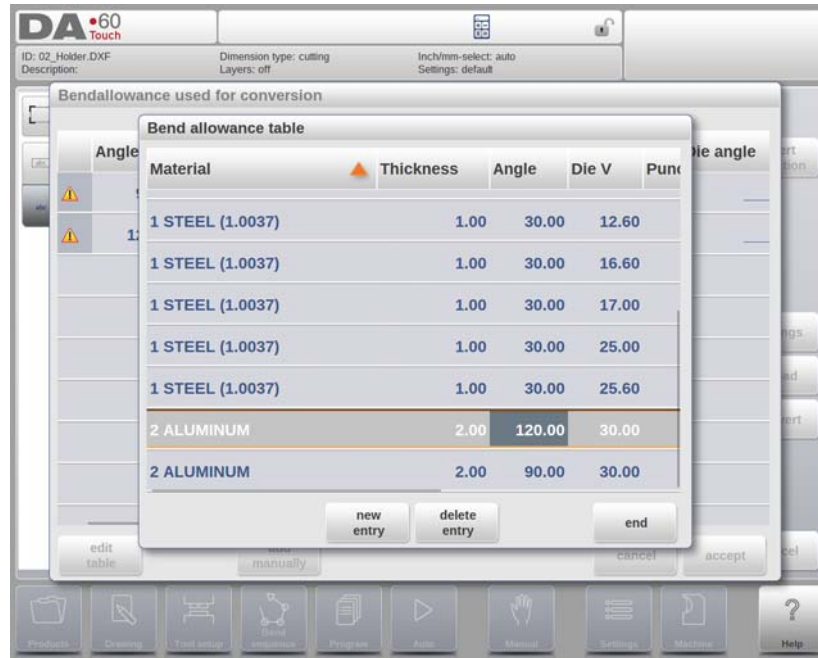 DA •60
Touch
ID: 02_Holder.DXF Dimension type: cutting Inch/mm-select: auto
Description: Layers: off Settings: default
Bendallowance used for conversion
Bend allowance table
Angle Die angle
Material Thickness Angle Die V
1 STEEL (1.0037) 1.00 30.00 12.60
1 STEEL (1.0037) 1.00 30.00 16.60
1 STEEL (1.0037) 1.00 30.00 17.00
1 STEEL (1.0037) 1.00 30.00 25.00
1 STEEL (1.0037) 1.00 30.00 25.60
2 ALUMINUM 2.00 120.00 30.00
2 ALUMINUM 2.00 90.00 30.00
new entry delete entry end
edit table manually cancel accept
Products Drawing Tool setup Bend sequence Program Auto Manual Settings Machine Help